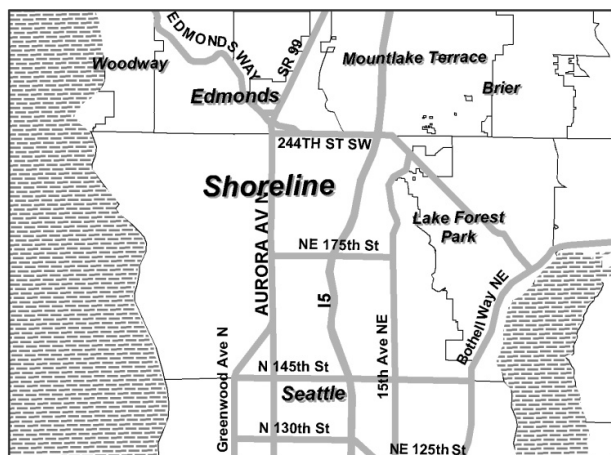 EDMONDS WAY
SR 99
Woodway
Mountlake Terrace
Edmonds
Brier
244TH ST SW
Shoreline
AURORA AV N
Lake Forest
Park
NE 175th St
I5
Bothell Way NE
15th Ave NE
Greenwood Ave N
N 145th St
Seattle
N 130th St
NE 125th St